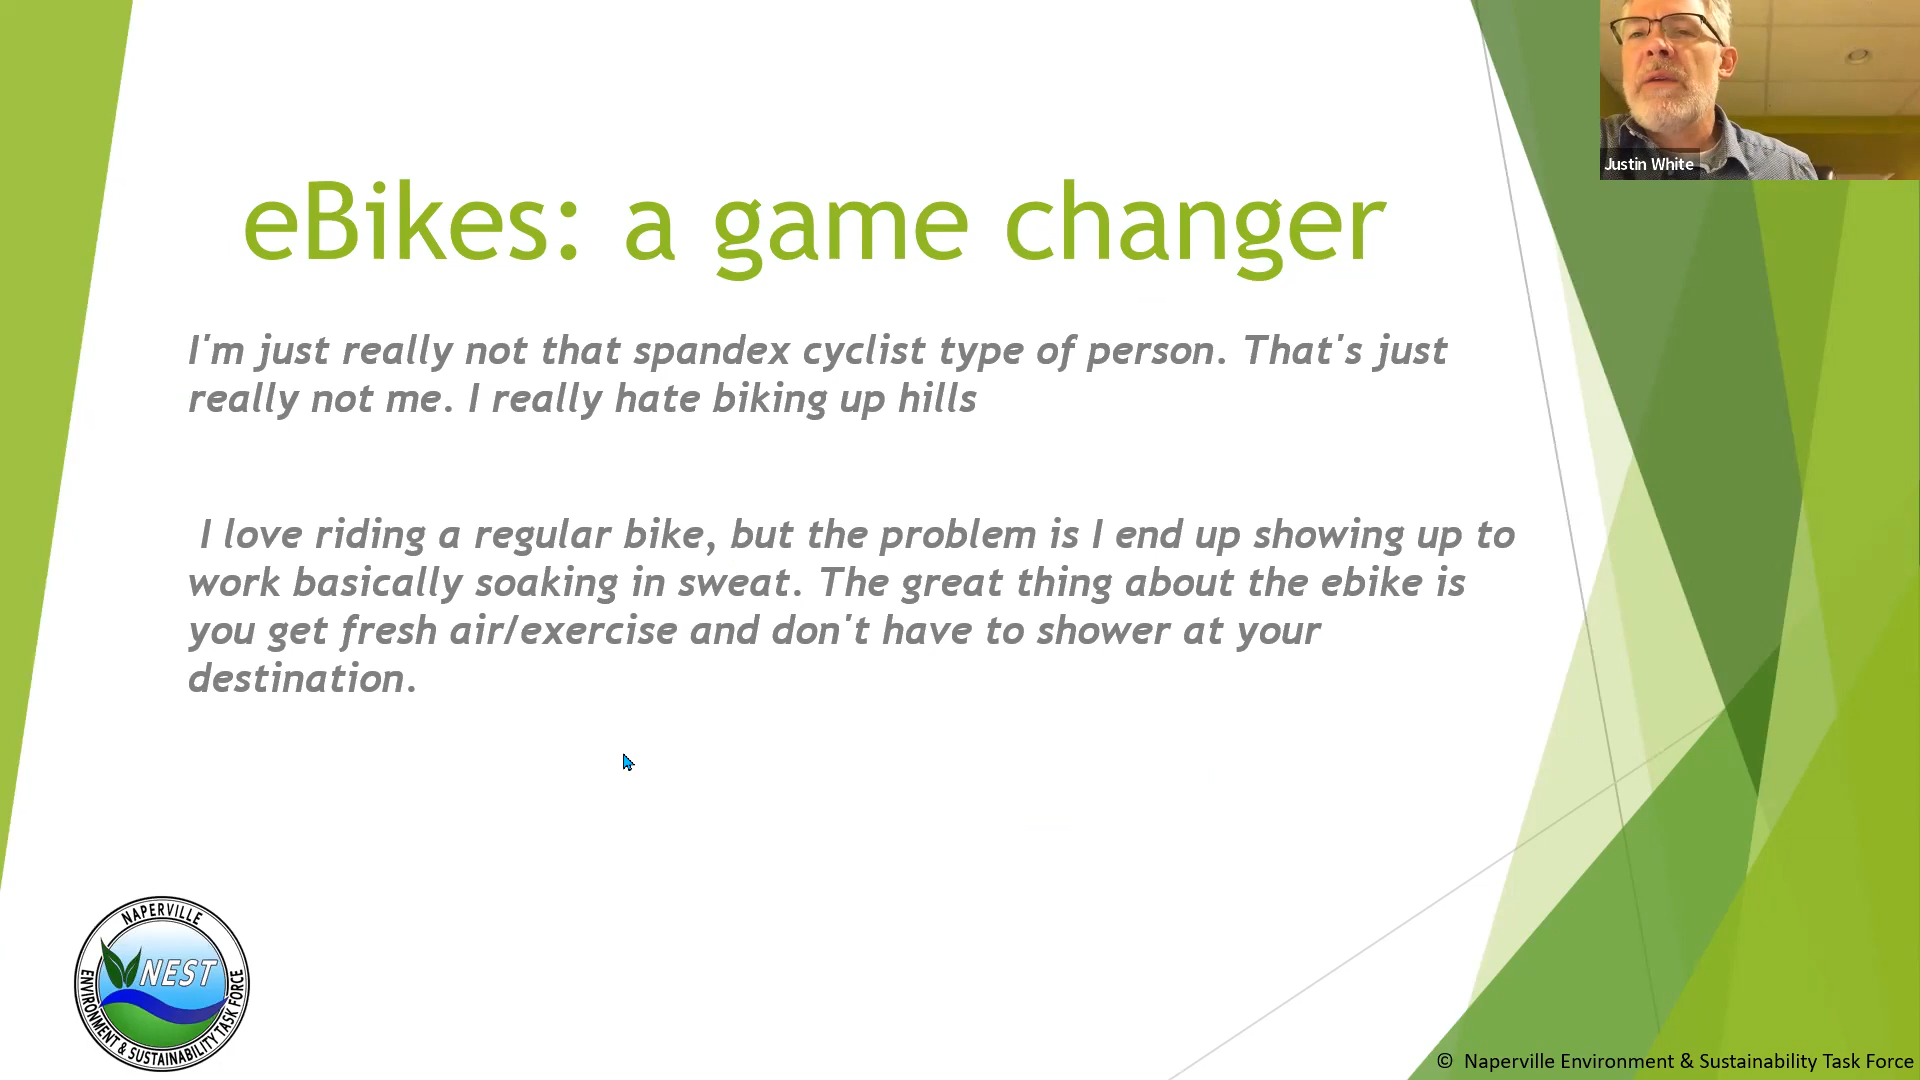 Justin White
eBikes: a game changer
I'm just really not that spandex cyclist type of person. That's just
really not me. I really hate biking up hills
I love riding a regular bike, but the problem is I end up showing up to
work basically soaking in sweat. The great thing about the ebike is
you get fresh air/exercise and don't have to shower at your
destination.
NAPERVILLE
NEST
ENVIRONMENT & SUSTAINABILITY TASK FORCE
© Naperville Environment & Sustainability Task Force